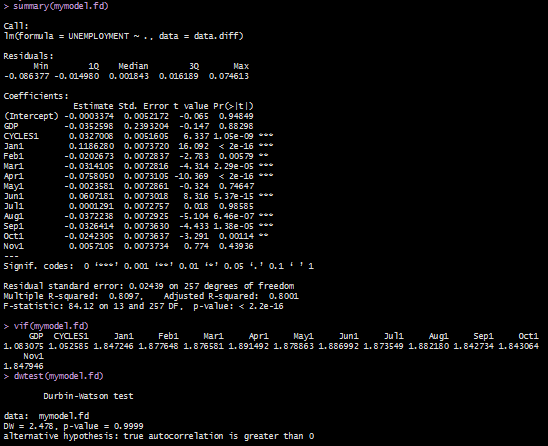 > summary(mymodel.fd)
Call:
lm(formula = UNEMPLOYMENT ~ ., data = data.diff)
Residuals:
Min 1Q Median 3Q Max
-0.086377 -0.014980 0.001843 0.016189 0.074613
Coefficients:
Estimate Std. Error t value Pr(>|t|)
(Intercept) -0.0003374 0.0052172 -0.065 0.94849
GDP -0.0352598 0.2393204 -0.147 0.88298
CYCLES1 0.0327008 0.0051605 6.337 1.05e-09 ***
Jan1 0.1186280 0.0073720 16.092 < 2e-16 ***
Feb1 -0.0202673 0.0072837 -2.783 0.00579 **
Mar1 -0.0314105 0.0072816 -4.314 2.29e-05 ***
Apr1 -0.0758050 0.0073105 -10.369 < 2e-16 ***
May1 -0.0023581 0.0072861 -0.324 0.74647
Jun1 0.0607181 0.0073018 8.316 5.37e-15 ***
Jul1 0.0001291 0.0072757 0.018 0.98585
Aug1 -0.0372238 0.0072925 -5.104 6.46e-07 ***
Sep1 -0.0326414 0.0073630 -4.433 1.38e-05 ***
Oct1 -0.0242305 0.0073637 -3.291 0.00114 **
Nov1 0.0057105 0.0073734 0.774 0.43936
---
Signif. codes: 0 ‘***’ 0.001 ‘**’ 0.01 ‘*’ 0.05 ‘.’ 0.1 ‘ ’ 1
Residual standard error: 0.02439 on 257 degrees of freedom
Multiple R-squared: 0.8097, Adjusted R-squared: 0.8001
F-statistic: 84.12 on 13 and 257 DF, p-value: < 2.2e-16
> vif(mymodel.fd)
GDP CYCLES1 Jan1 Feb1 Mar1 Apr1 May1 Jun1 Jul1 Aug1 Sep1 Oct1
1.083075 1.052585 1.847246 1.877648 1.876581 1.891492 1.878863 1.886992 1.873549 1.882180 1.842734 1.843064
Nov1
1.847946
> dwtest(mymodel.fd)
Durbin-Watson test
data: mymodel.fd
DW = 2.478, p-value = 0.9999
alternative hypothesis: true autocorrelation is greater than 0